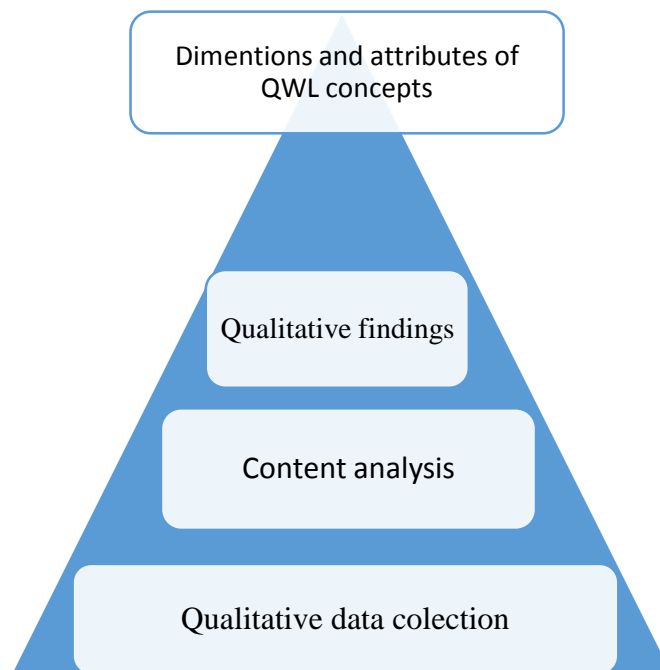 Dimentions and attributes of
QWL concepts
Qualitative findings
Content analysis
Qualitative data colection